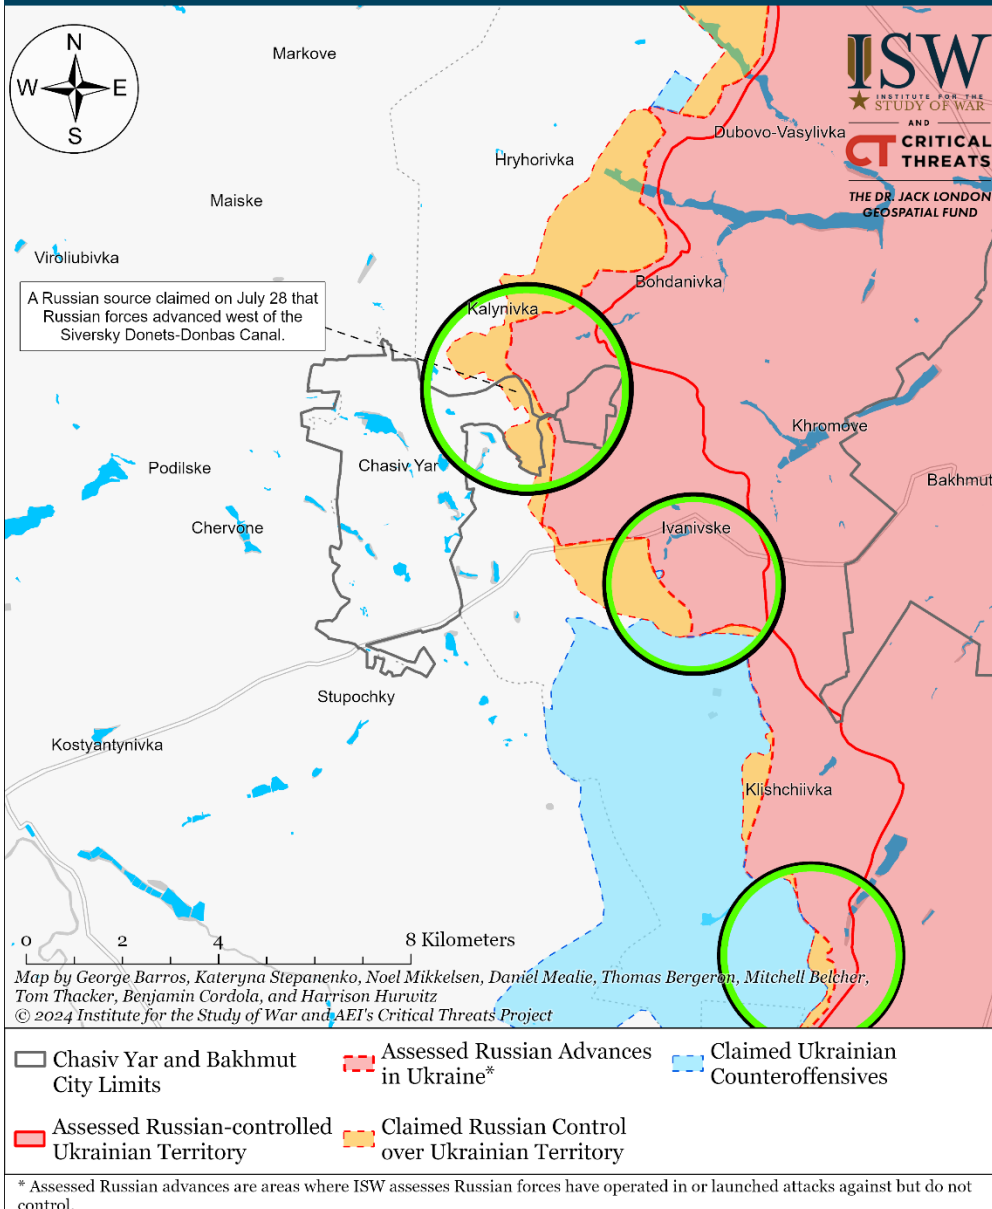 N
W
E
S
ISW
INSTITUTE FOR THE
STUDY OF WAR
AND
CT CRITICAL
THREATS
THE DR. JACK LONDON
GEOSPATIAL FUND
Markove
Dubovo-Vasylivka
Hryhorivka
Maiske
Viroliubivka
Bohdanivka
A Russian source claimed on July 28 that
Russian forces advanced west of the
Siversky Donets-Donbas Canal.
Kalynivka
Khromove
Podilske
Chasiv Yar
Bakhmut
Chervone
Ivanivske
Stupochky
Kostyantynivka
Klishchiivka
0 2 4 8 Kilometers
Map by George Barros, Kateryna Stepanenko, Noel Mikkelsen, Daniel Mealie, Thomas Bergeron, Mitchell Belcher,
Tom Thacker, Benjamin Cordola, and Harrison Hurwitz
© 2024 Institute for the Study of War and AEI's Critical Threats Project
Chasiv Yar and Bakhmut
City Limits
Assessed Russian Advances
in Ukraine*
Claimed Ukrainian
Counteroffensives
Assessed Russian-controlled
Ukrainian Territory
Claimed Russian Control
over Ukrainian Territory
* Assessed Russian advances are areas where ISW assesses Russian forces have operated in or launched attacks against but do not
control.